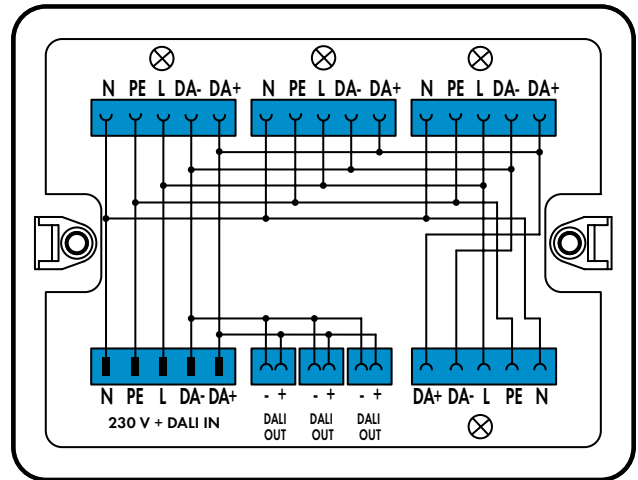 N PE L DA- DA+ N PE L DA- DA+ N PE L DA- DA+
N PE L DA- DA+ - + - + - + DA+ DA- L PE N
230 V + DALI IN
DALI DALI DALI
OUT OUT OUT